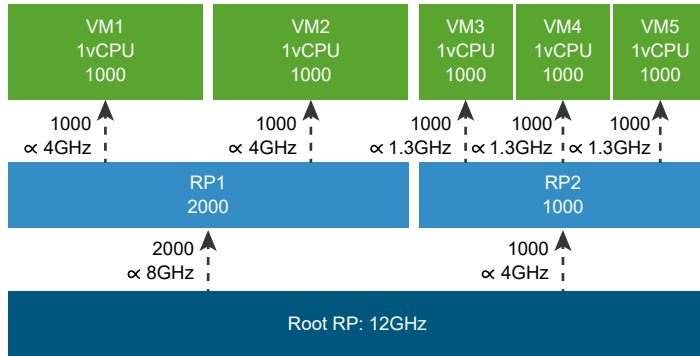 VM1
1vCPU
1000
VM2
1vCPU
1000
VM3
1vCPU
1000
VM4
1vCPU
1000
VM5
1vCPU
1000
1000
∝ 4GHz
1000
∝ 4GHz
1000
∝ 1.3GHz
1000
∝ 1.3GHz
1000
∝ 1.3GHz
RP1
2000
RP2
1000
2000
∝ 8GHz
1000
∝ 4GHz
Root RP: 12GHz